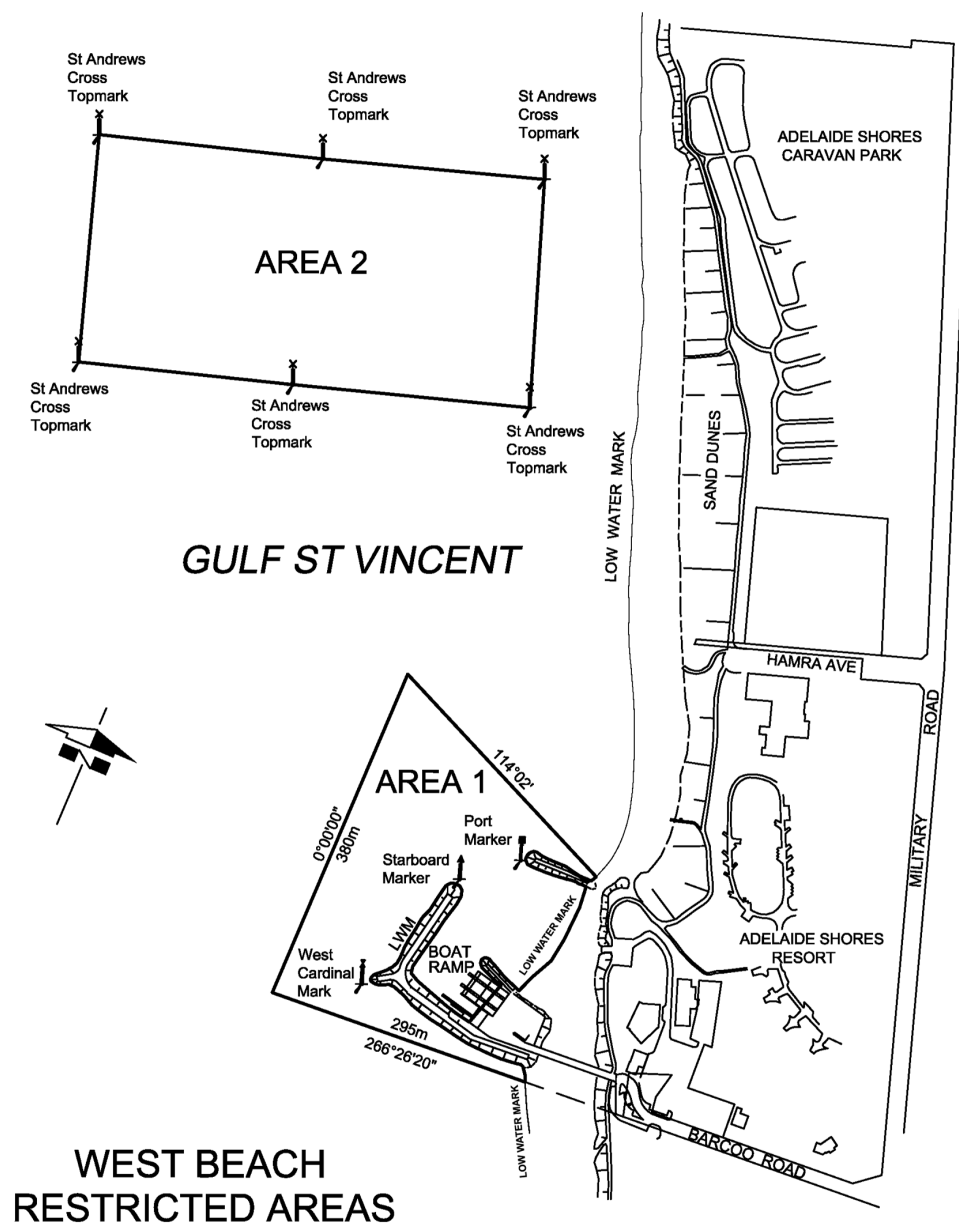 St Andrews
Cross
Topmark
St Andrews
Cross
Topmark
St Andrews
Cross
Topmark
ADELAIDE SHORES
CARAVAN PARK
AREA 2
St Andrews
Cross
Topmark
St Andrews
Cross
Topmark
St Andrews
Cross
Topmark
LOW WATER MARK
SAND DUNES
GULF ST VINCENT
HAMRA AVE
MILITARY ROAD
N
AREA 1
114°02'
0°00'00"
380m
Port
Marker
Starboard
Marker
LWM
BOAT
RAMP
LOW WATER MARK
West
Cardinal
Mark
ADELAIDE SHORES
RESORT
295m
266°26'20"
LOW WATER MARK
BARCOO ROAD
WEST BEACH
RESTRICTED AREAS